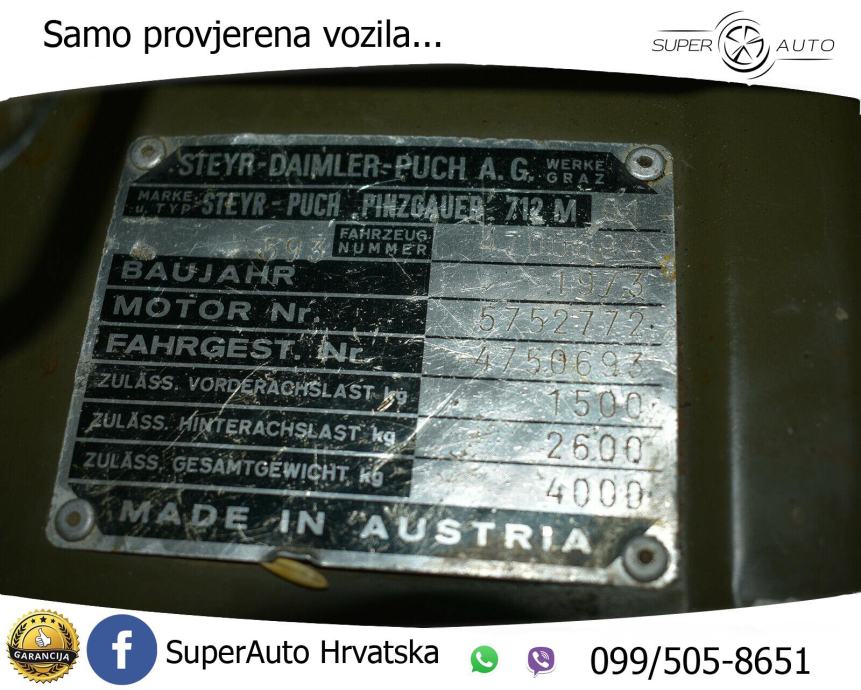 Samo provjerena vozila...
SUPER AUTO
STEYR-DAIMLER-PUCH A.G. WERKE GRAZ
MARKE u. TYP STEYR-PUCH PINZGAUER 712 M
593 FAHRZEUG NUMMER
BAUJAHR 1973
MOTOR Nr. 5752772
FAHRGEST. Nr. 4750693
ZULÄSS. VORDERACHSLAST kg 1500
ZULÄSS. HINTERACHSLAST kg 2600
ZULÄSS. GESAMTGEWICHT kg 4000
MADE IN AUSTRIA
GARANCIJA
f SuperAuto Hrvatska
099/505-8651